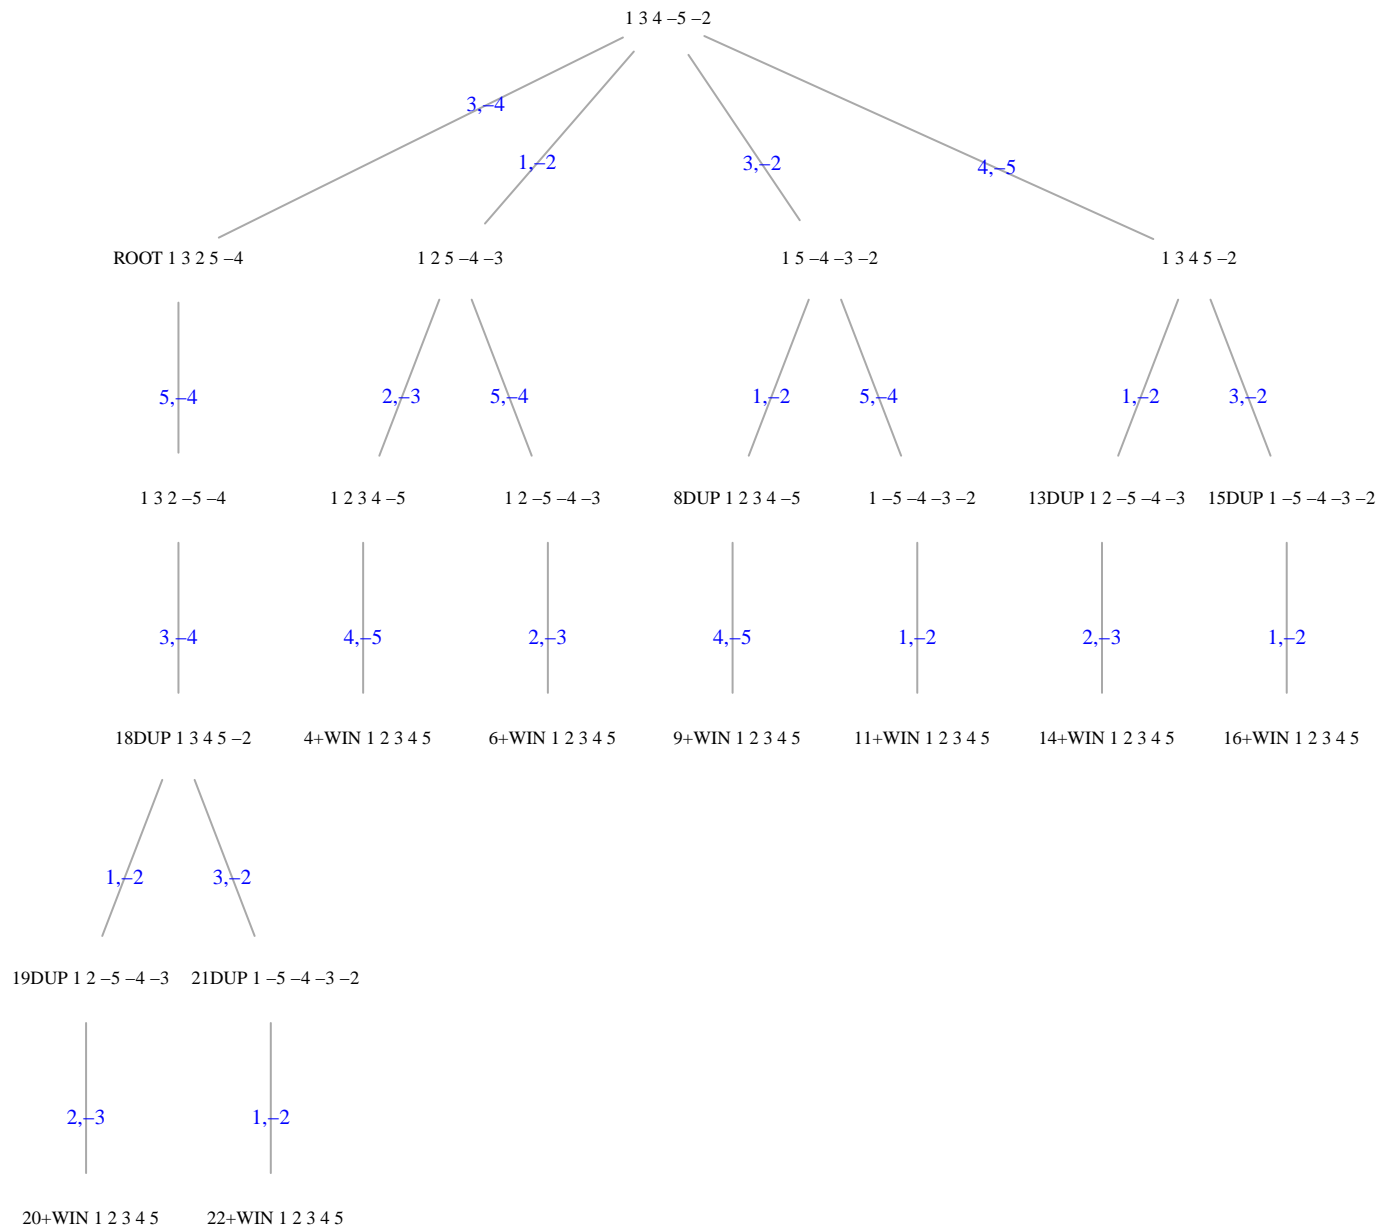 1 3 4 –5 –2
3,–4
1,–2
3,–2
4,–5
ROOT 1 3 2 5 –4
1 2 5 –4 –3
1 5 –4 –3 –2
1 3 4 5 –2
5,–4
2,–3
5,–4
1,–2
5,–4
1,–2
3,–2
1 3 2 –5 –4
1 2 3 4 –5
1 2 –5 –4 –3
8DUP 1 2 3 4 –5
1 –5 –4 –3 –2
13DUP 1 2 –5 –4 –3
15DUP 1 –5 –4 –3 –2
3,–4
4,–5
2,–3
4,–5
1,–2
2,–3
1,–2
18DUP 1 3 4 5 –2
4+WIN 1 2 3 4 5
6+WIN 1 2 3 4 5
9+WIN 1 2 3 4 5
11+WIN 1 2 3 4 5
14+WIN 1 2 3 4 5
16+WIN 1 2 3 4 5
1,–2
3,–2
19DUP 1 2 –5 –4 –3
21DUP 1 –5 –4 –3 –2
2,–3
1,–2
20+WIN 1 2 3 4 5
22+WIN 1 2 3 4 5